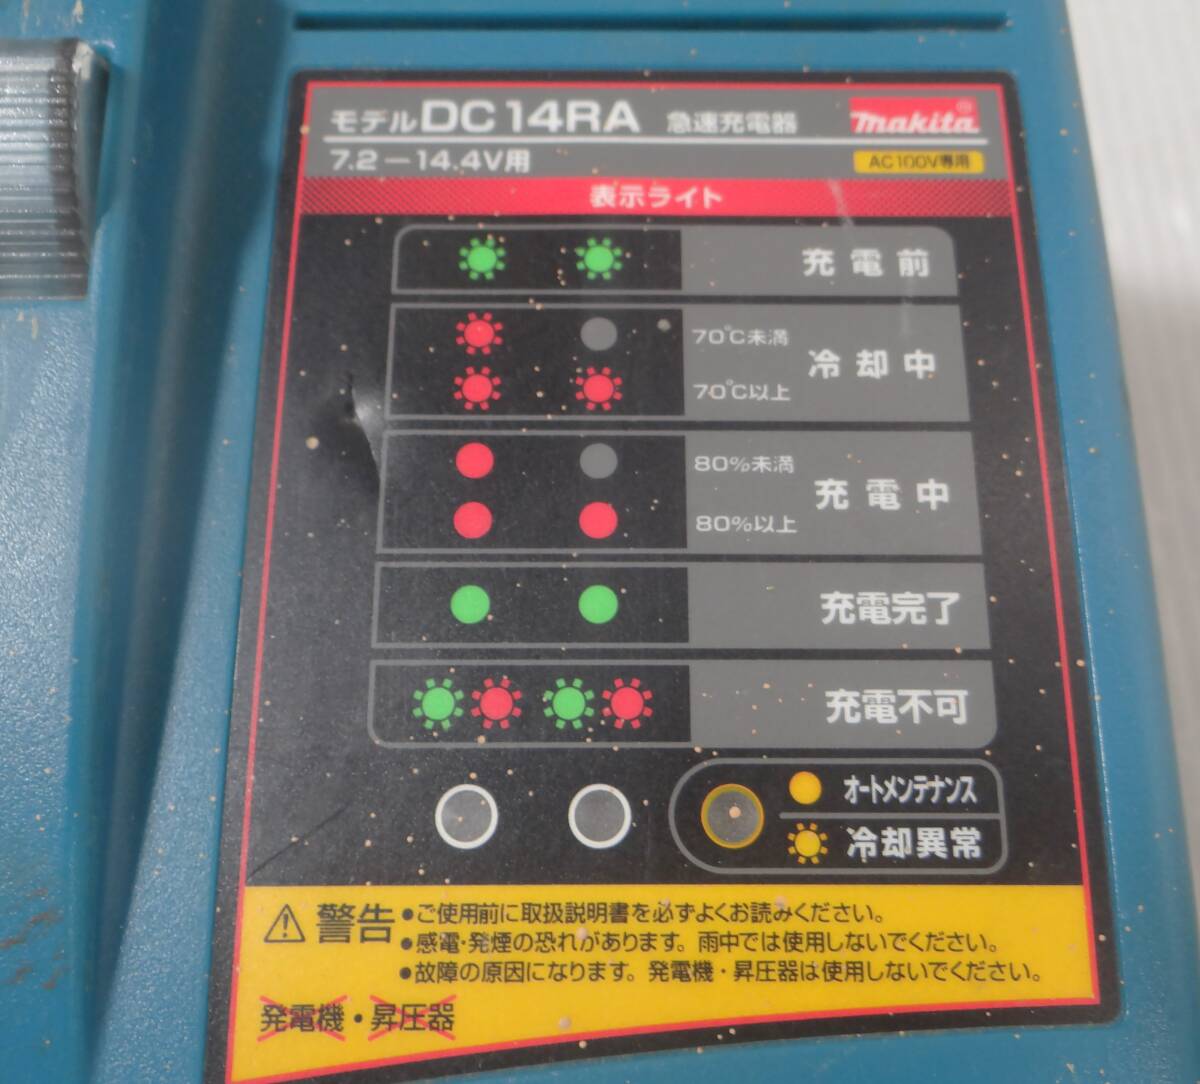 モデルDC14RA 急速充電器 makita®
7.2－14.4V用 AC100V専用
表示ライト
充電前
70℃未満
冷却中
70℃以上
80%未満
充電中
80%以上
充電完了
充電不可
オートメンテナンス
冷却異常
警告 ●ご使用前に取扱説明書を必ずよくお読みください。
●感電・発煙の恐れがあります。雨中では使用しないでください。
●故障の原因になります。発電機・昇圧器は使用しないでください。
発電機・昇圧器